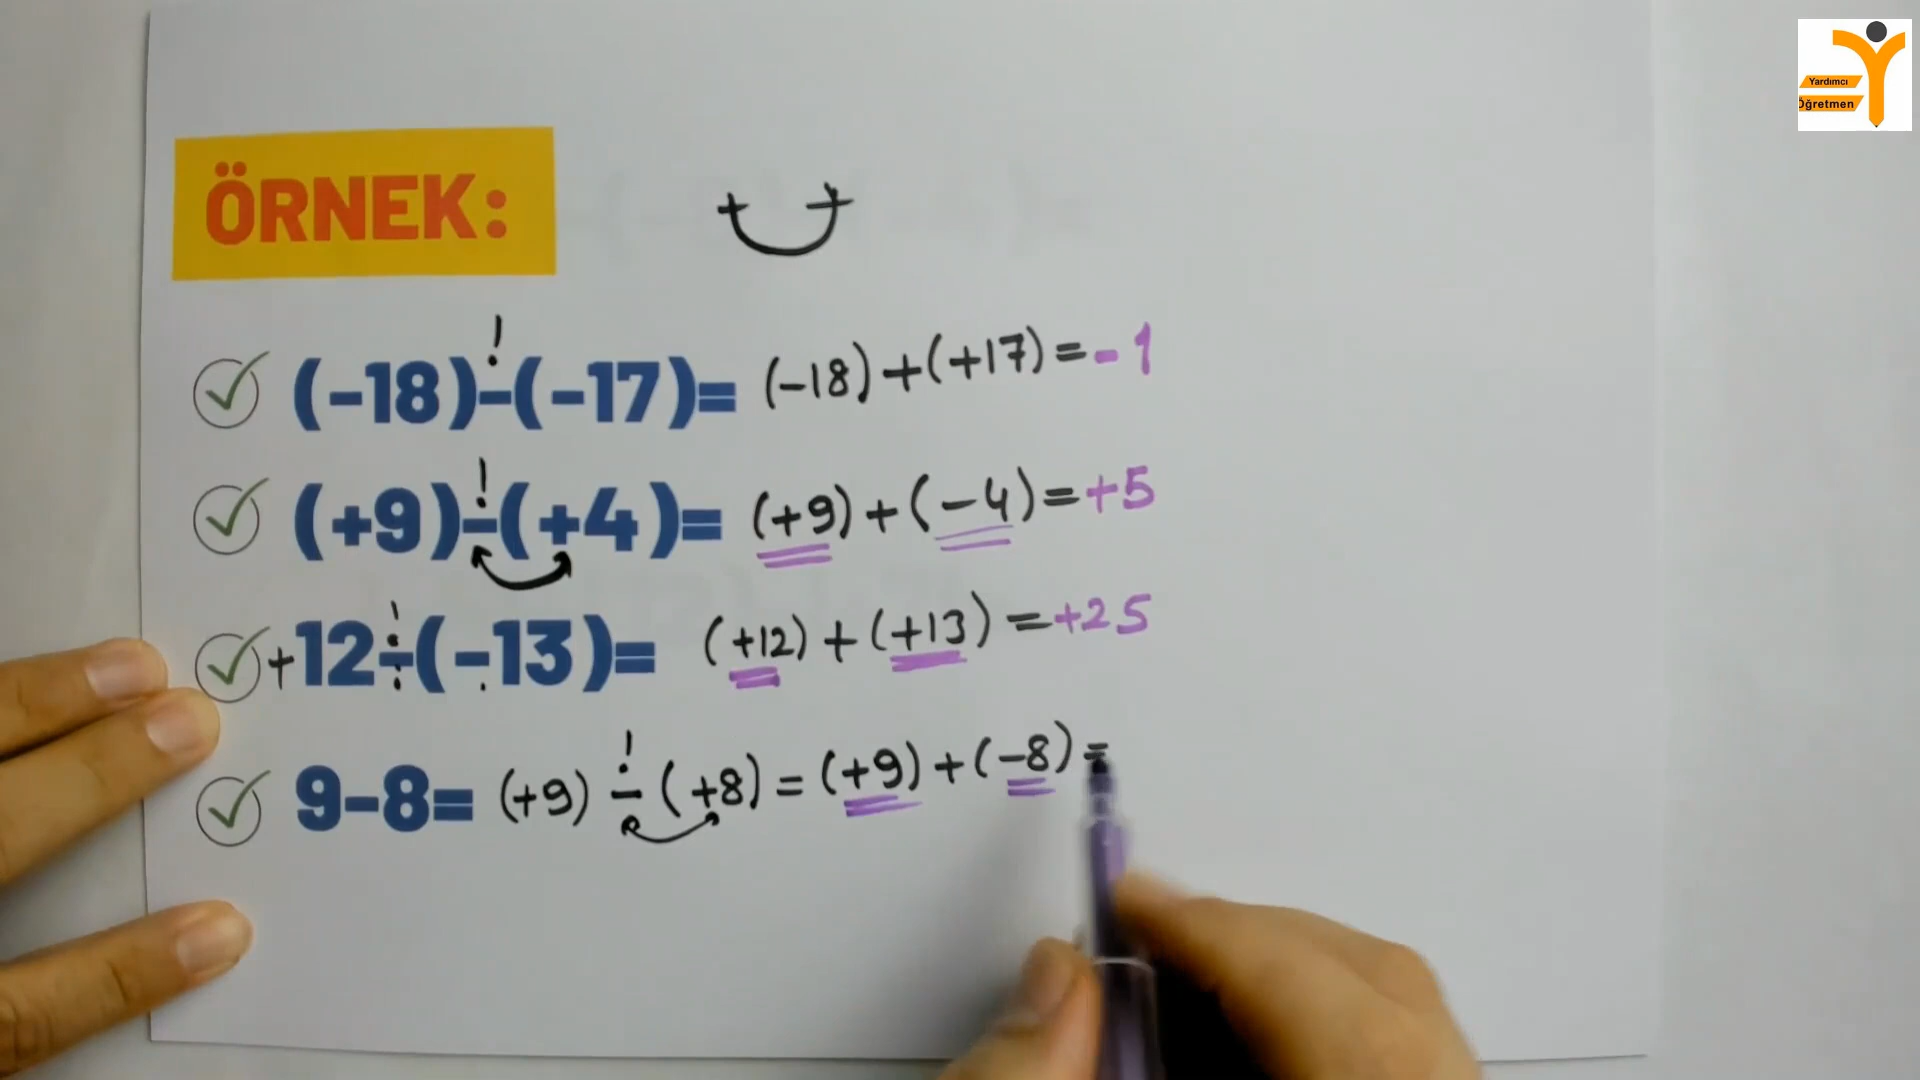 Yardımcı
Öğretmen
ÖRNEK:
(-18)-(-17)= (-18)+(+17)=-1
(+9)-(+4)= (+9)+(-4)=+5
+12-(-13)= (+12)+(+13)=+25
9-8= (+9)-(+8)=(+9)+(-8)=